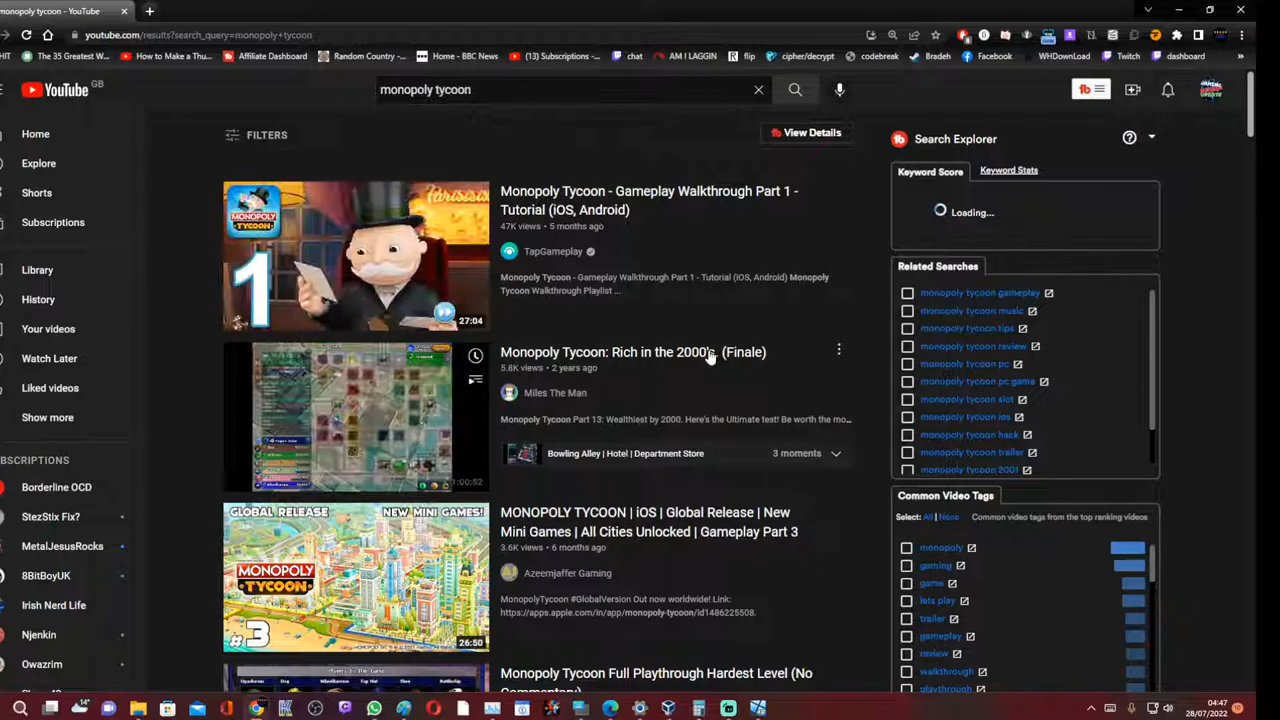 monopoly tycoon - YouTube
youtube.com/results?search_query=monopoly+tycoon
HIT
The 35 Greatest W...
How to Make a Thu...
Affiliate Dashboard
Random Country -...
Home - BBC News
(13) Subscriptions -...
chat
AM I LAGGIN
flip
cipher/decrypt
codebreak
Bradeh
Facebook
WHDownLoad
Twitch
dashboard
YouTube GB
monopoly tycoon
Home
Explore
Shorts
Subscriptions
Library
History
Your videos
Watch Later
Liked videos
Show more
UBSCRIPTIONS
Borderline OCD
StezStix Fix?
MetalJesusRocks
8BitBoyUK
Irish Nerd Life
Njenkin
Owazrim
FILTERS
View Details
MONOPOLY
TYCOON
1
27:04
Monopoly Tycoon - Gameplay Walkthrough Part 1 -
Tutorial (iOS, Android)
47K views • 5 months ago
TapGameplay
Monopoly Tycoon - Gameplay Walkthrough Part 1 - Tutorial (iOS, Android) Monopoly
Tycoon Walkthrough Playlist ...
1:00:52
Monopoly Tycoon: Rich in the 2000's. (Finale)
5.8K views • 2 years ago
Miles The Man
Monopoly Tycoon Part 13: Wealthiest by 2000. Here's the Ultimate test! Be worth the mo...
Bowling Alley | Hotel | Department Store
3 moments
GLOBAL RELEASE
NEW MINI GAMES!
MONOPOLY
TYCOON
#3
26:50
MONOPOLY TYCOON | iOS | Global Release | New
Mini Games | All Cities Unlocked | Gameplay Part 3
3.6K views • 6 months ago
Azeemjaffer Gaming
MonopolyTycoon #GlobalVersion Out now worldwide! Link:
https://apps.apple.com/in/app/monopoly-tycoon/id1486225508.
Monopoly Tycoon Full Playthrough Hardest Level (No
Commentary)
Search Explorer
Keyword Score
Keyword Stats
Loading...
Related Searches
monopoly tycoon gameplay
monopoly tycoon music
monopoly tycoon tips
monopoly tycoon review
monopoly tycoon pc
monopoly tycoon pc game
monopoly tycoon slot
monopoly tycoon ios
monopoly tycoon hack
monopoly tycoon trailer
monopoly tycoon 2001
Common Video Tags
Select: All | None
Common video tags from the top ranking videos
monopoly
gaming
game
lets play
trailer
gameplay
review
walkthrough
playthrough
04:47
28/07/2022